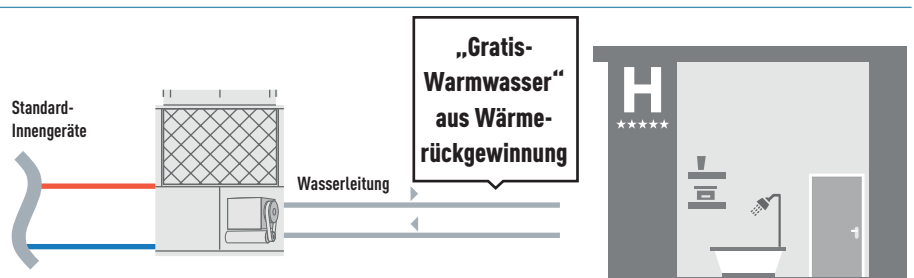 Standard-
Innengeräte
Wasserleitung
„Gratis-
Warmwasser“
aus Wärme-
rückgewinnung
H
★★★★★